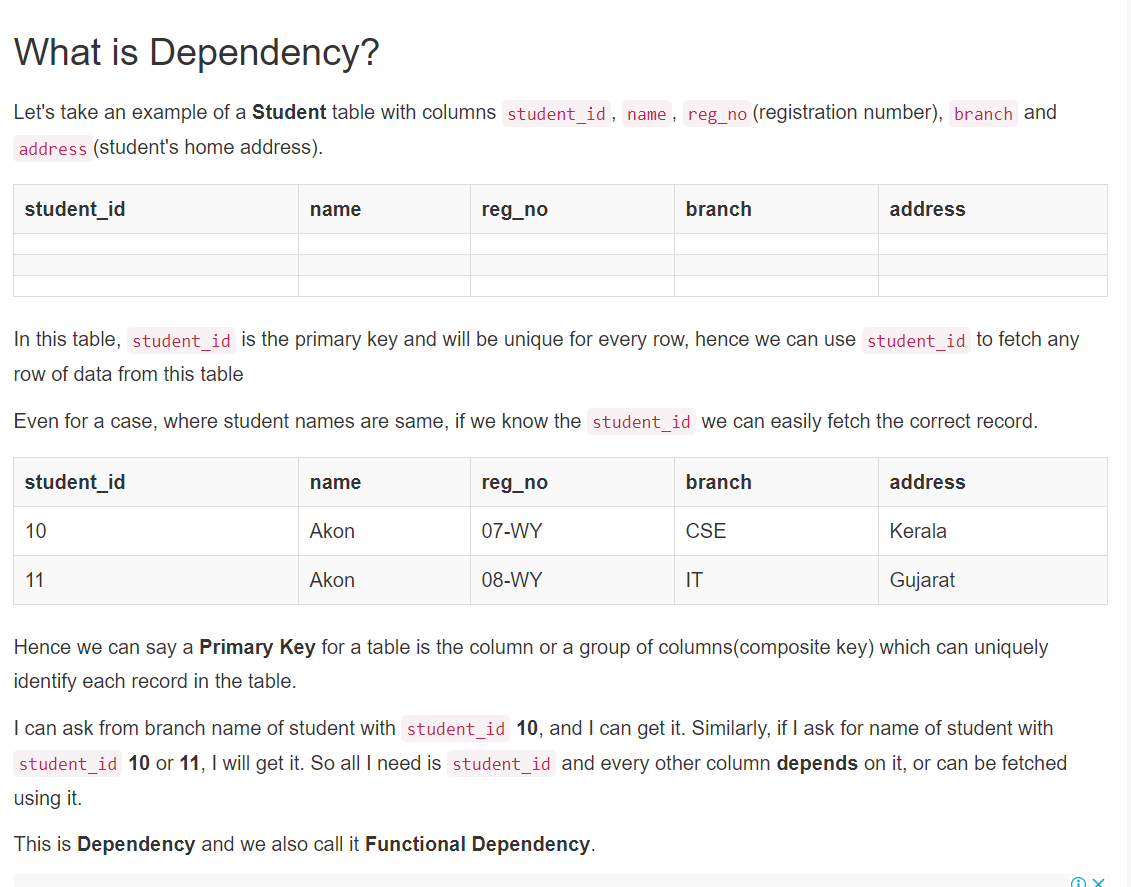 What is Dependency?
Let's take an example of a Student table with columns student_id , name , reg_no (registration number), branch and
address (student's home address).
student_id name reg_no branch address
In this table, student_id is the primary key and will be unique for every row, hence we can use student_id to fetch any
row of data from this table
Even for a case, where student names are same, if we know the student_id we can easily fetch the correct record.
student_id name reg_no branch address
10 Akon 07-WY CSE Kerala
11 Akon 08-WY IT Gujarat
Hence we can say a Primary Key for a table is the column or a group of columns(composite key) which can uniquely
identify each record in the table.
I can ask from branch name of student with student_id 10, and I can get it. Similarly, if I ask for name of student with
student_id 10 or 11, I will get it. So all I need is student_id and every other column depends on it, or can be fetched
using it.
This is Dependency and we also call it Functional Dependency.